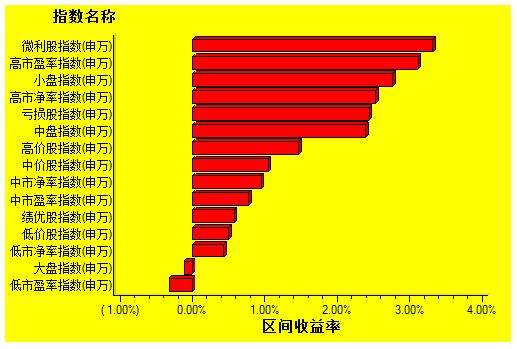 指数名称
微利股指数(申万)
高市盈率指数(申万)
小盘指数(申万)
高市净率指数(申万)
亏损股指数(申万)
中盘指数(申万)
高价股指数(申万)
中价股指数(申万)
中市净率指数(申万)
中市盈率指数(申万)
绩优股指数(申万)
低价股指数(申万)
低市净率指数(申万)
大盘指数(申万)
低市盈率指数(申万)
(1.00%) 0.00% 1.00% 2.00% 3.00% 4.00%
区间收益率